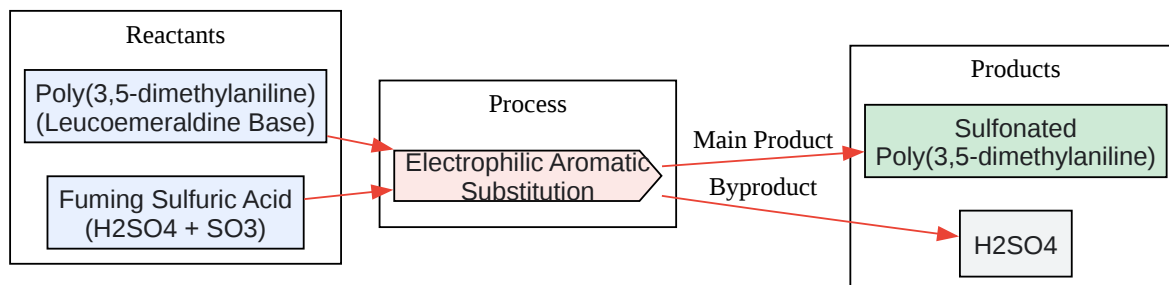 Reactants
Poly(3,5-dimethylaniline)
(Leucoemeraldine Base)
Fuming Sulfuric Acid
(H2SO4 + SO3)
Process
Electrophilic Aromatic
Substitution
Main Product
Byproduct
Products
Sulfonated
Poly(3,5-dimethylaniline)
H2SO4